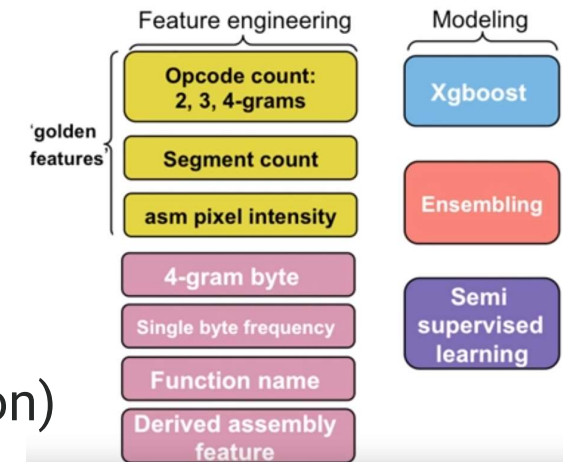 Feature engineering
Modeling
'golden
features'
Opcode count:
2, 3, 4-grams
Segment count
asm pixel intensity
4-gram byte
Single byte frequency
Function name
Derived assembly
feature
Xgboost
Ensembling
Semi
supervised
learning
on)